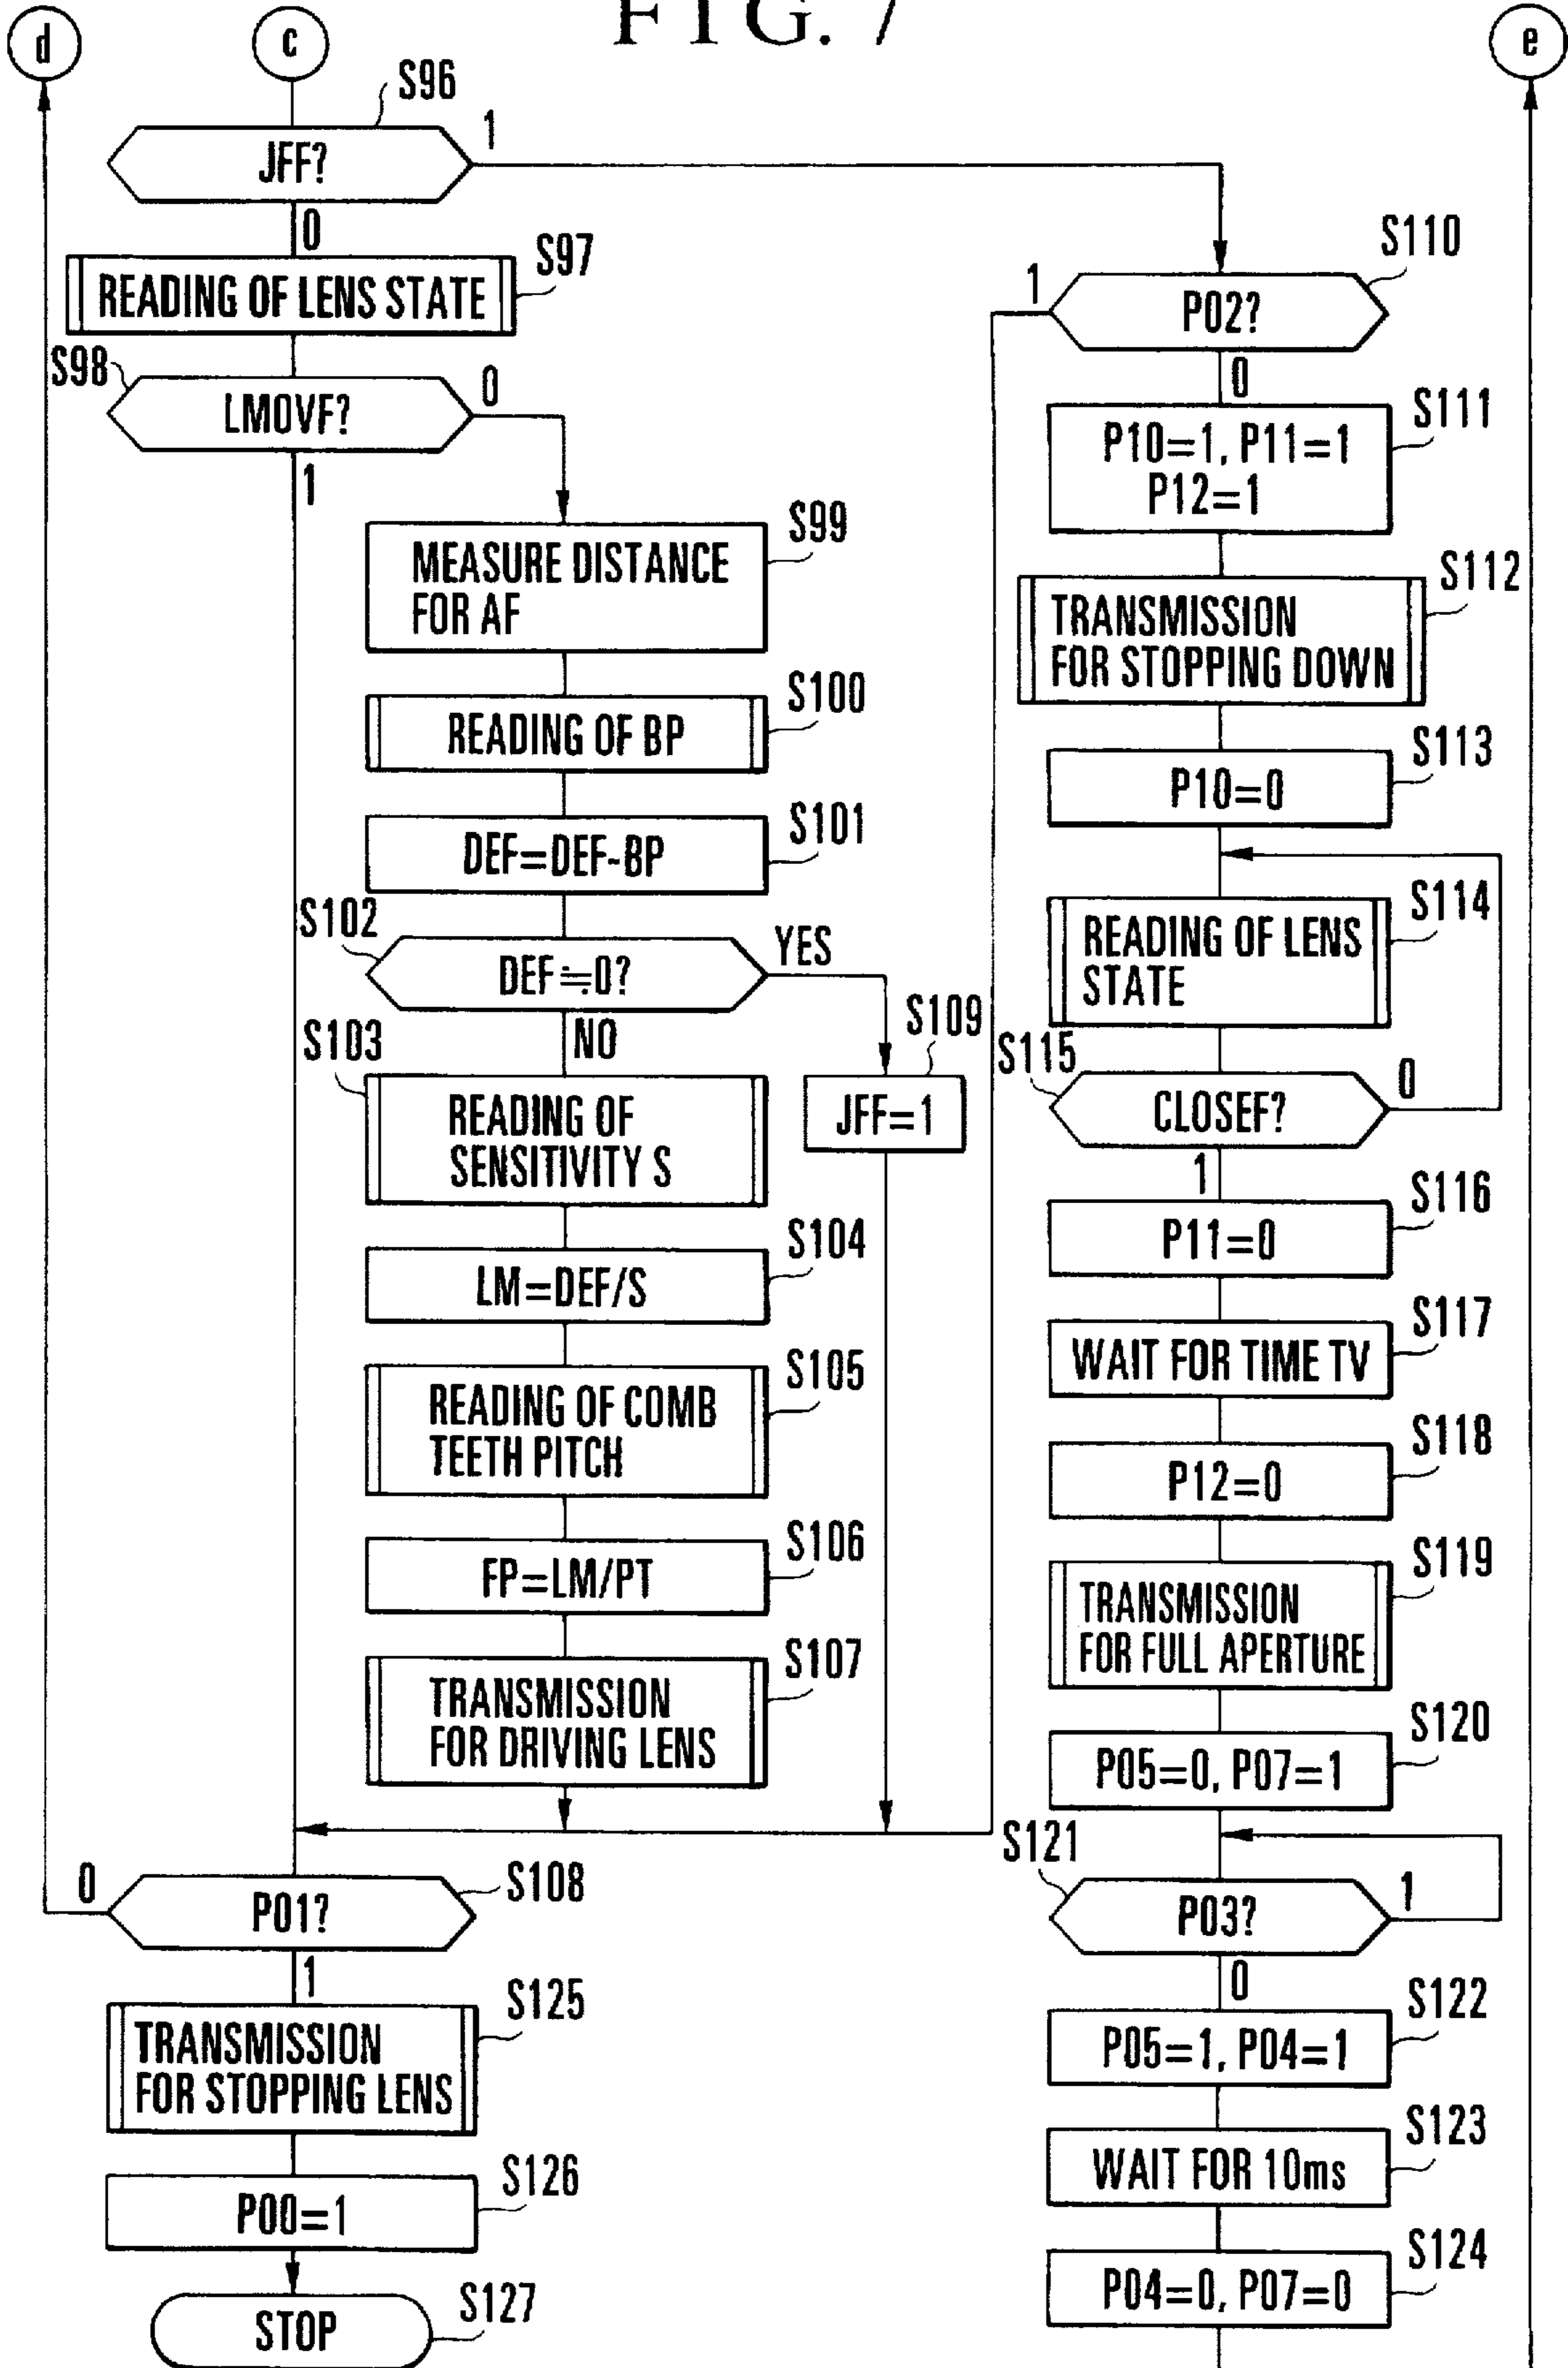 FIG. 7
d
c
e
S96
JFF?
1
0
S97
READING OF LENS STATE
S98
LMOVF?
0
1
S99
MEASURE DISTANCE
FOR AF
S100
READING OF BP
S101
DEF=DEF-BP
S102
DEF≒0?
YES
NO
S103
READING OF
SENSITIVITY S
S104
LM=DEF/S
S105
READING OF COMB
TEETH PITCH
S106
FP=LM/PT
S107
TRANSMISSION
FOR DRIVING LENS
S109
JFF=1
S108
P01?
0
1
S125
TRANSMISSION
FOR STOPPING LENS
S126
P00=1
S127
STOP
S110
P02?
1
0
S111
P10=1, P11=1
P12=1
S112
TRANSMISSION
FOR STOPPING DOWN
S113
P10=0
S114
READING OF LENS
STATE
S115
CLOSEF?
0
1
S116
P11=0
S117
WAIT FOR TIME TV
S118
P12=0
S119
TRANSMISSION
FOR FULL APERTURE
S120
P05=0, P07=1
S121
P03?
1
0
S122
P05=1, P04=1
S123
WAIT FOR 10ms
S124
P04=0, P07=0